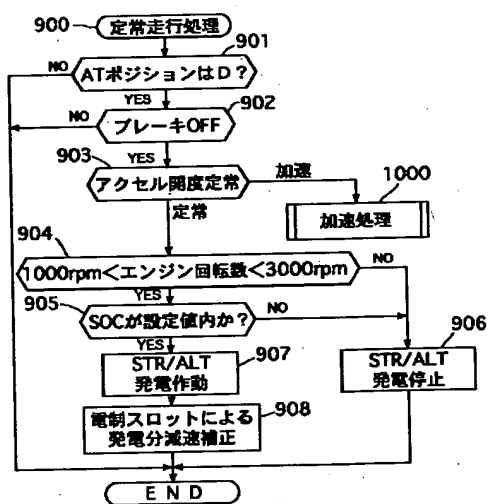 900
定常走行処理
901
NO
ATポジションはD?
YES
902
NO
ブレーキOFF
903
YES
アクセル開度定常
加速
1000
加速処理
定常
904
1000rpm<エンジン回転数<3000rpm
NO
905
YES
SOCが設定値内か?
NO
906
YES
907
STR/ALT
発電作動
STR/ALT
発電停止
908
電制スロットによる
発電分減速補正
END